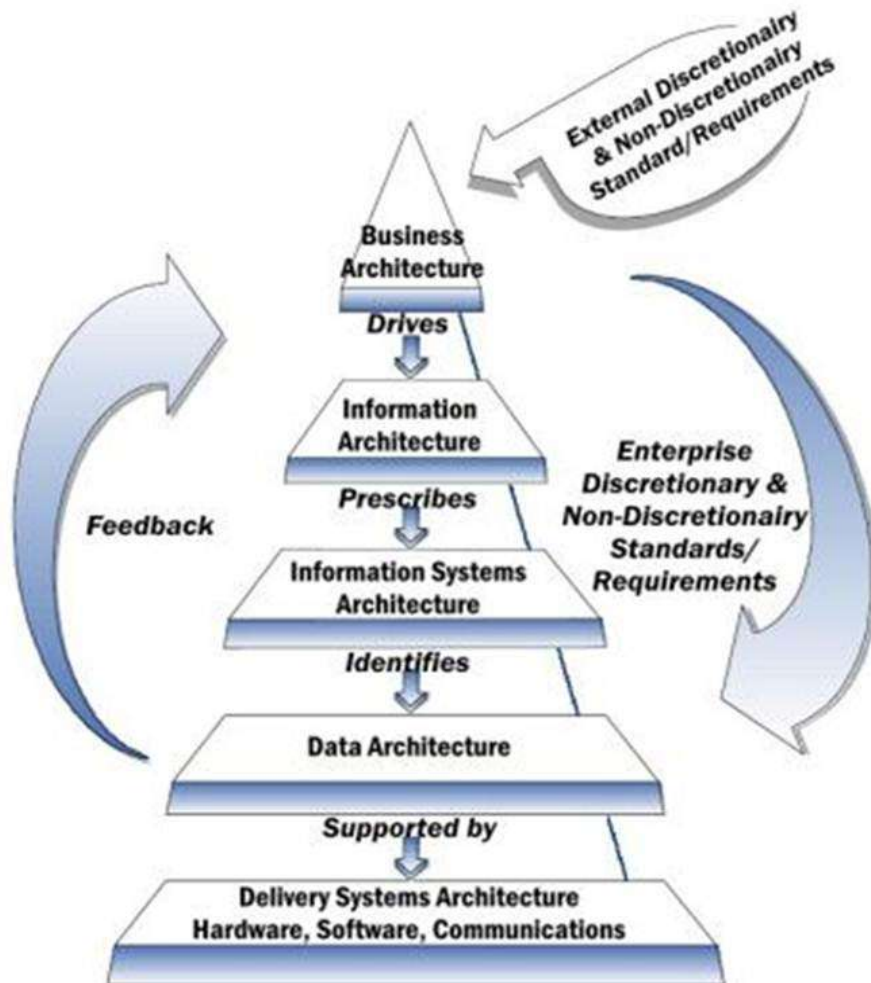 External Discretionairy
& Non-Discretionairy
Standard/Requirements
Business
Architecture
Drives
Information
Architecture
Prescribes
Enterprise
Discretionary &
Non-Discretionairy
Standards/
Requirements
Feedback
Information Systems
Architecture
Identifies
Data Architecture
Supported by
Delivery Systems Architecture
Hardware, Software, Communications